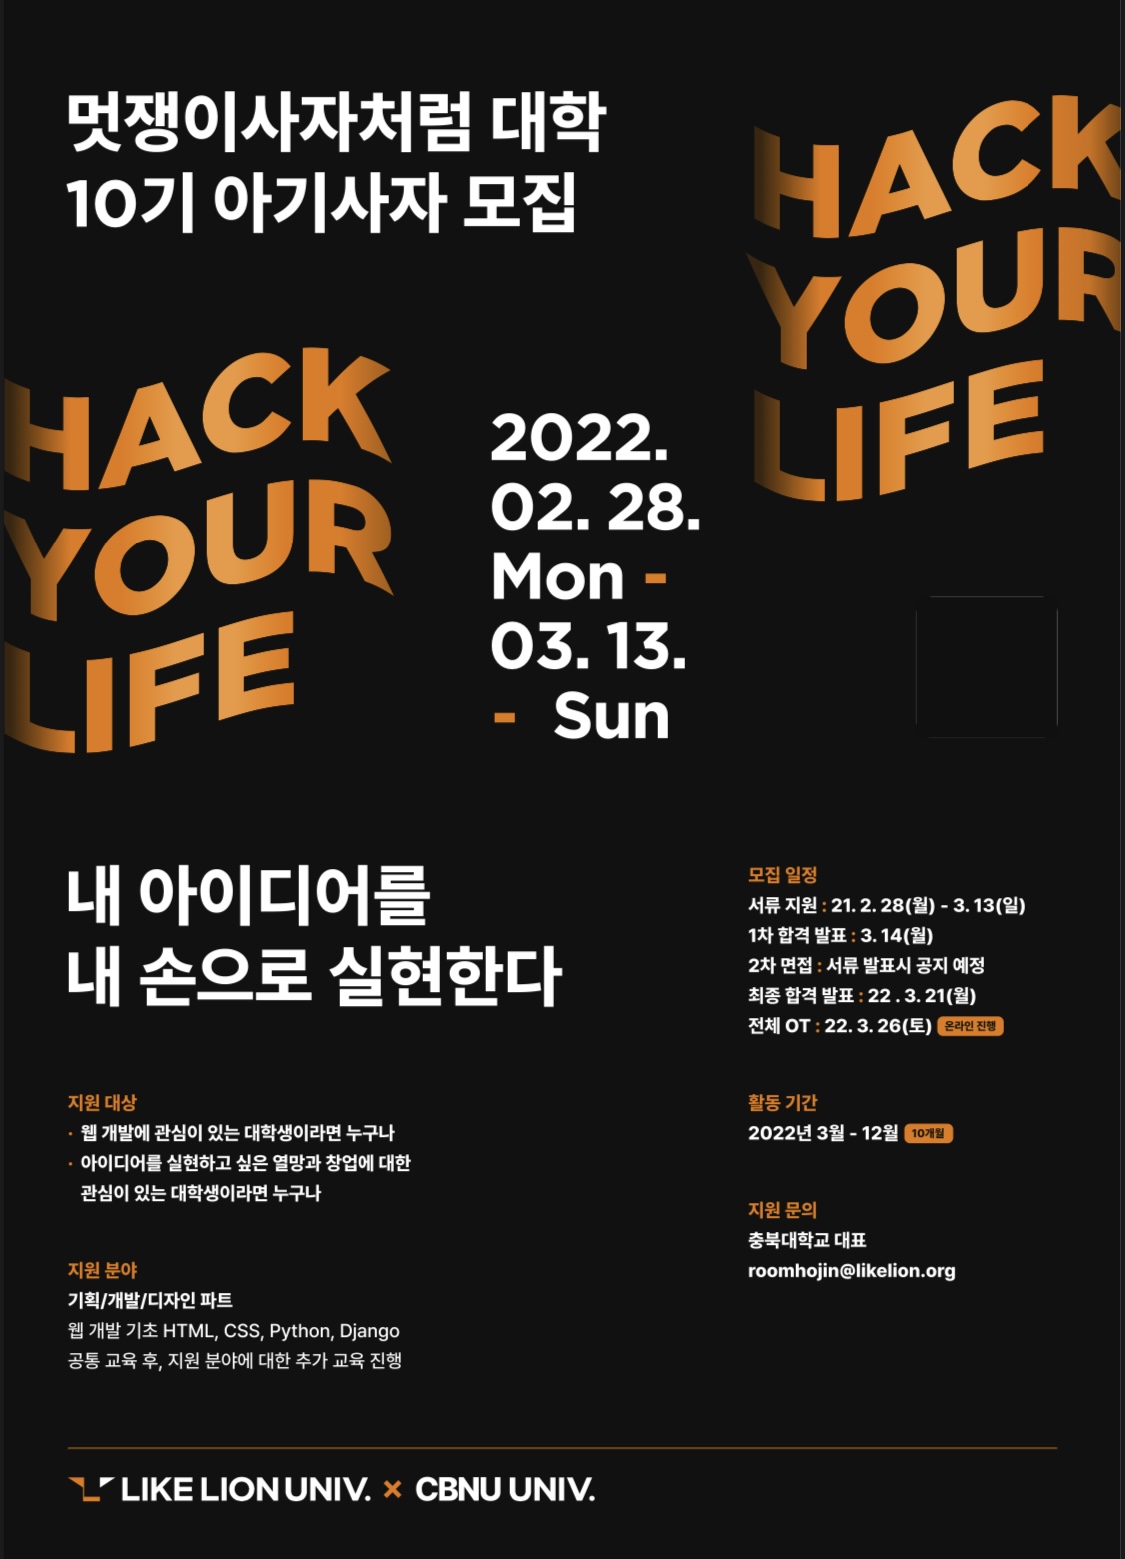 멋쟁이사자처럼 대학
10기 아기사자 모집
HACK
YOUR
LIFE
HACK
YOUR
LIFE
2022.
02. 28.
Mon -
03. 13.
- Sun
내 아이디어를
내 손으로 실현한다
지원 대상
· 웹 개발에 관심이 있는 대학생이라면 누구나
· 아이디어를 실현하고 싶은 열망과 창업에 대한
관심이 있는 대학생이라면 누구나
지원 분야
기획/개발/디자인 파트
웹 개발 기초 HTML, CSS, Python, Django
공통 교육 후, 지원 분야에 대한 추가 교육 진행
모집 일정
서류 지원 : 21. 2. 28(월) - 3. 13(일)
1차 합격 발표 : 3. 14(월)
2차 면접 : 서류 발표시 공지 예정
최종 합격 발표 : 22 . 3. 21(월)
전체 OT : 22. 3. 26(토) 온라인 진행
활동 기간
2022년 3월 - 12월 10개월
지원 문의
충북대학교 대표
roomhojin@likelion.org
LIKE LION UNIV. × CBNU UNIV.